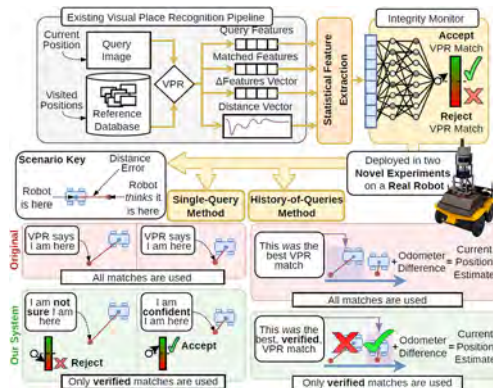 Existing Visual Place Recognition Pipeline
Current
Position
Query
Image
Visited
Positions
Reference
Database
VPR
Query Features
Matched Features
ΔFeatures Vector
Distance Vector
Statistical Feature
Extraction
Integrity
Monitor
Accept
VPR Match
Reject
VPR Match
Deployed in two
Novel Experiments
on a Real Robot
Scenario Key
Distance
Error
Robot
is here
Robot
thinks it
is here
Single-Query
Method
History-of-Queries
Method
Original
VPR says
I am here
VPR says
I am here
All matches are used
This was the
best VPR
match
+ Odometer
Difference
Current
= Position
Estimate
All matches are used
Our System
I am not
sure I am
here
Reject
I am
confident
I am here
Accept
Only verified matches are used
This was the
best, verified,
VPR match
+ Odometer
Difference
Current
= Position
Estimate
Only verified matches are used